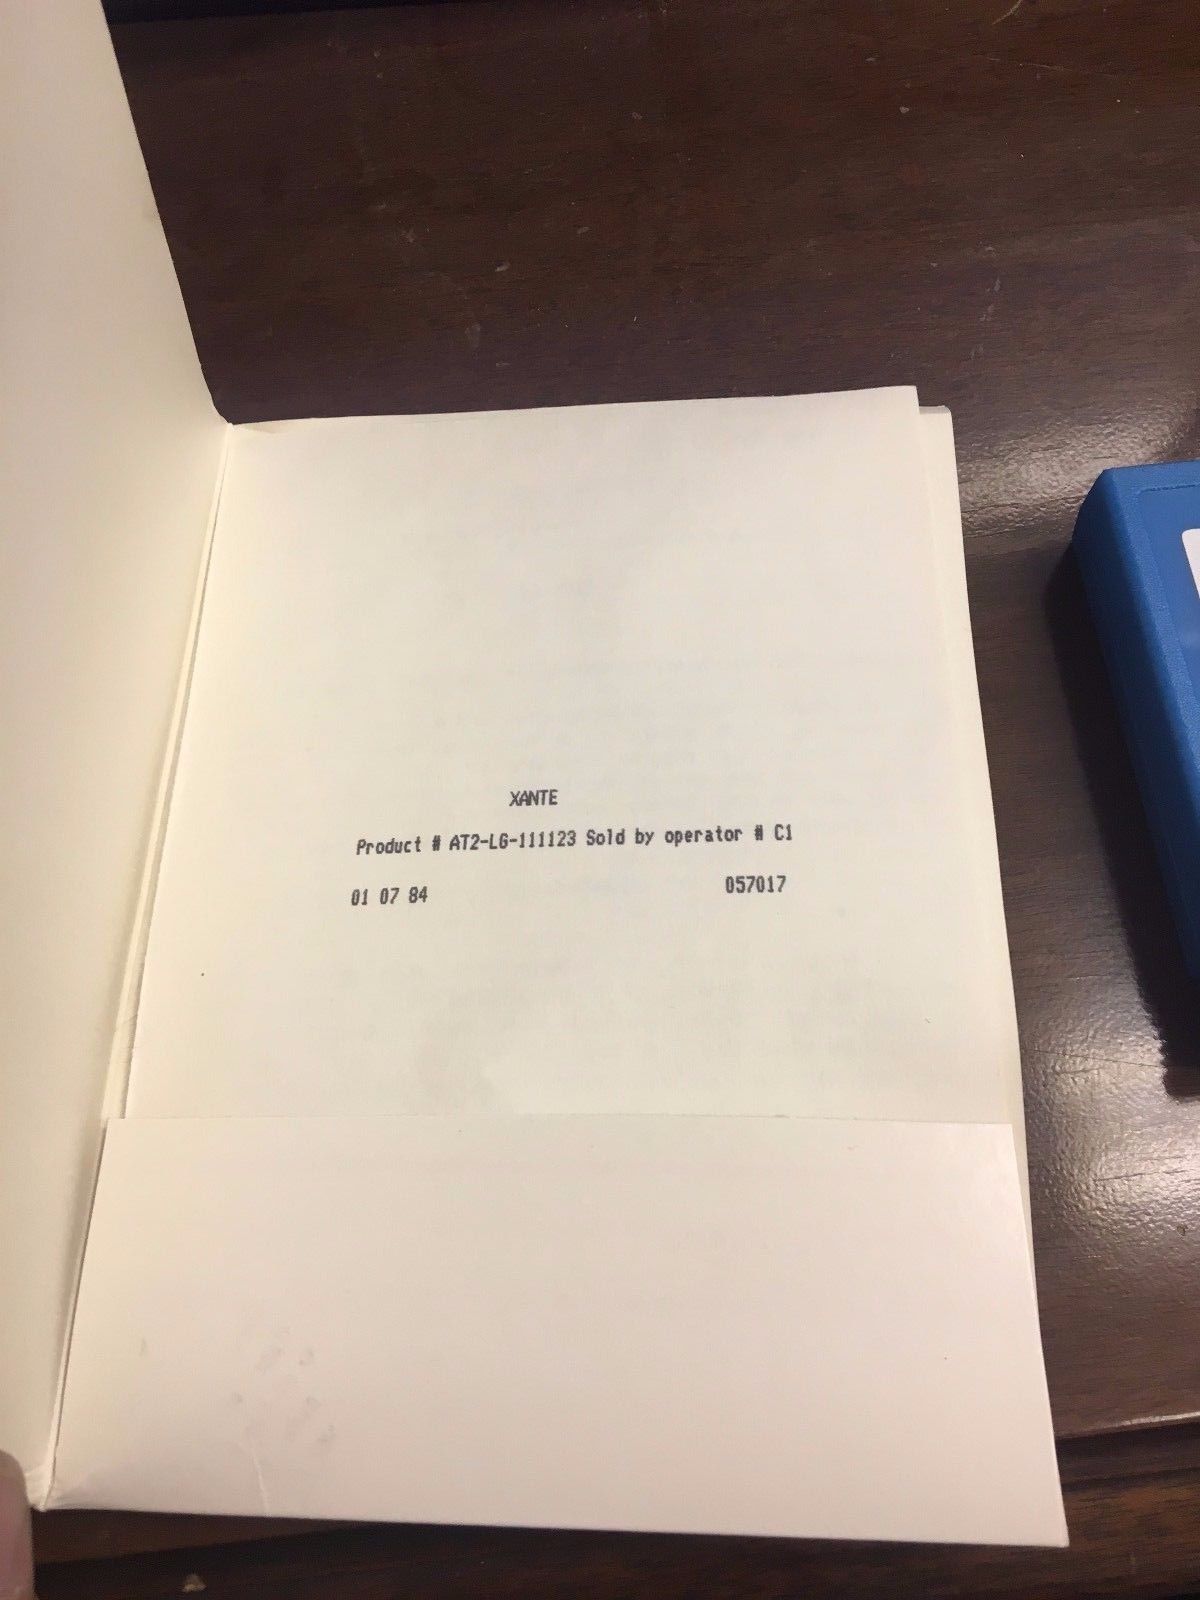 XANTE
Product # AT2-LG-111123 Sold by operator # C1
01 07 84 057017